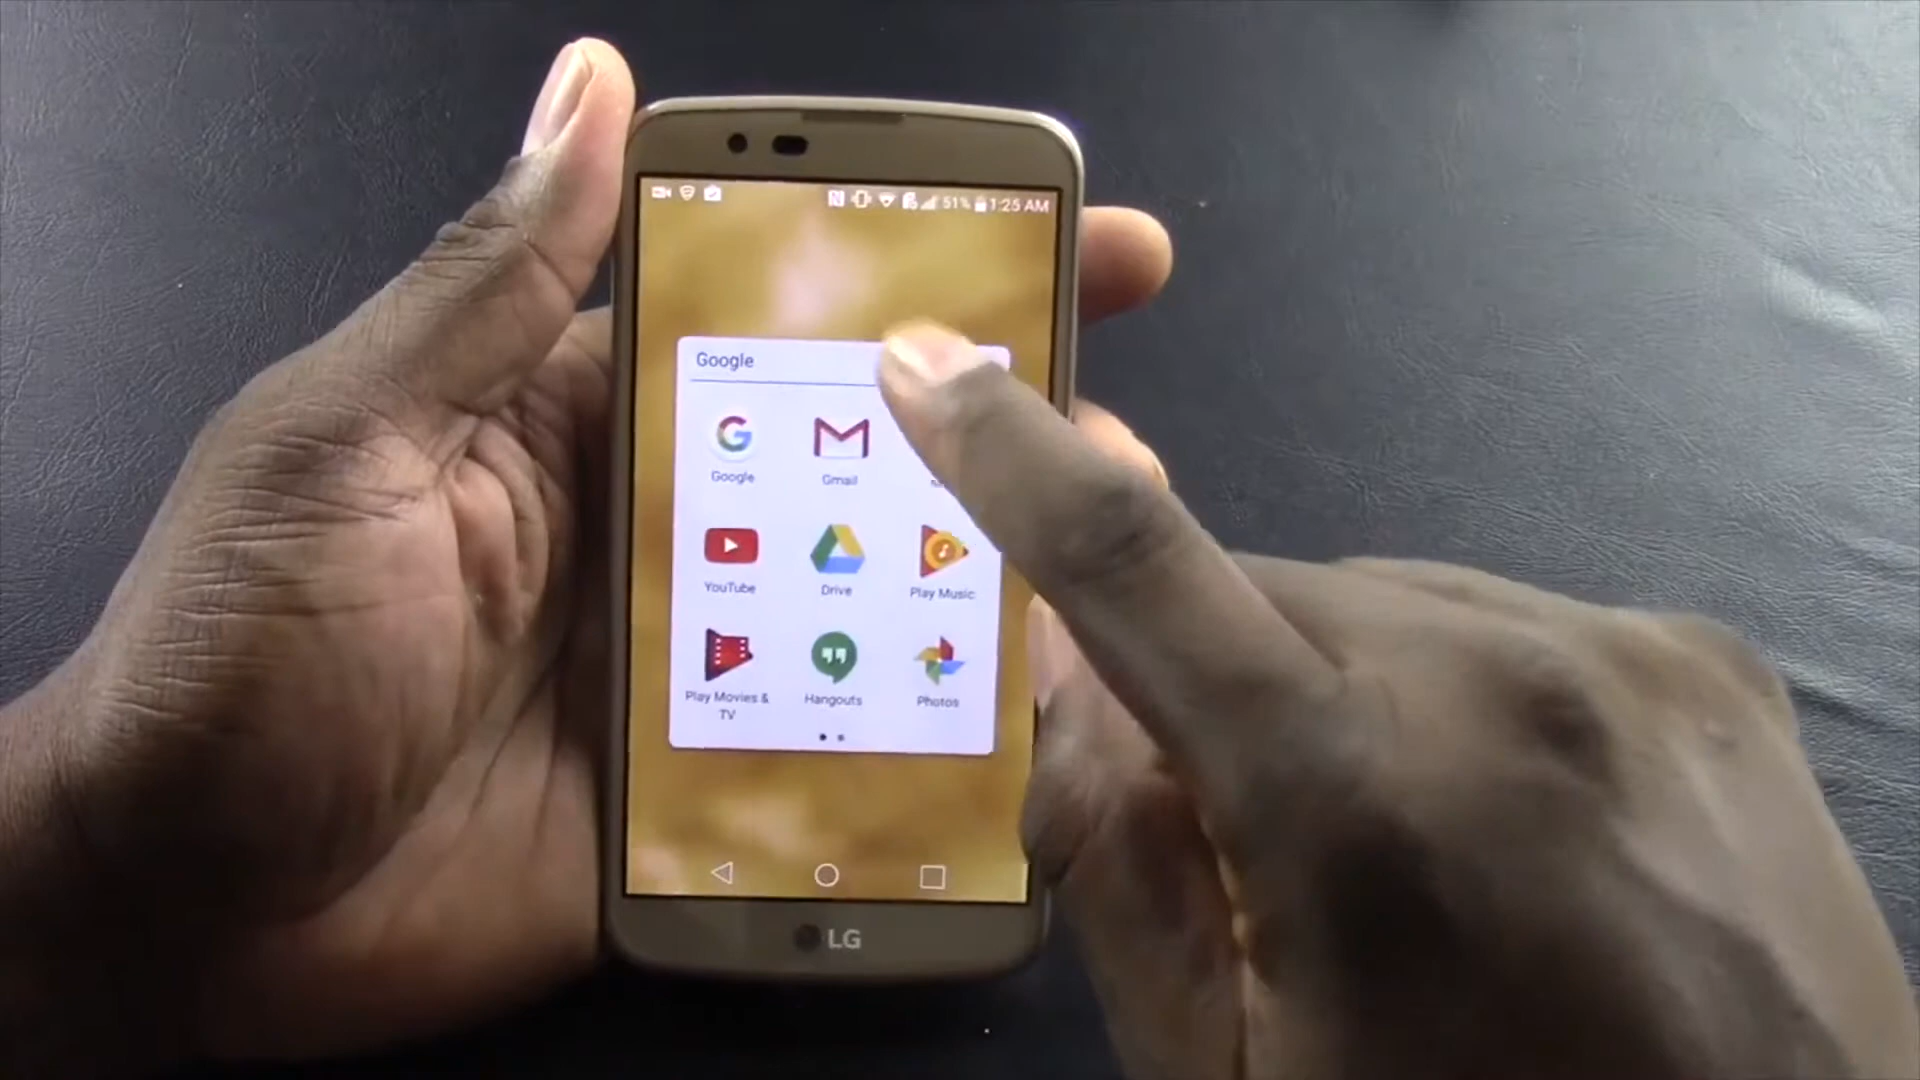 51% 1:25 AM
Google
Google Gmail
YouTube Drive Play Music
Play Movies & Hangouts Photos
TV
LG